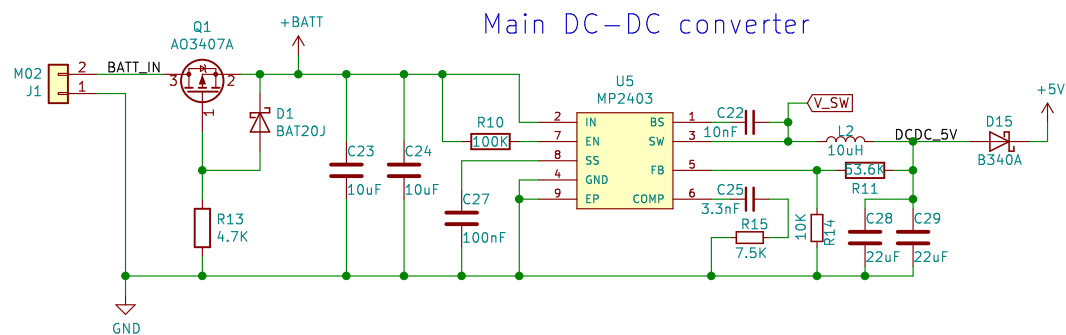 Main DC-DC converter
Q1
AO3407A
+BATT
M02
J1
2
1
BATT_IN
3
2
1
D1
BAT20J
R13
4.7K
GND
C23
10uF
C24
10uF
R10
100K
C27
100nF
U5
MP2403
2 IN
7 EN
8 SS
4 GND
9 EP
BS 1
SW 3
FB 5
COMP 6
C22
10nF
V_SW
L2
10uH
DCDC_5V
D15
B340A
+5V
53.6K
R11
C25
3.3nF
R15
7.5K
10K
R14
C28
22uF
C29
22uF